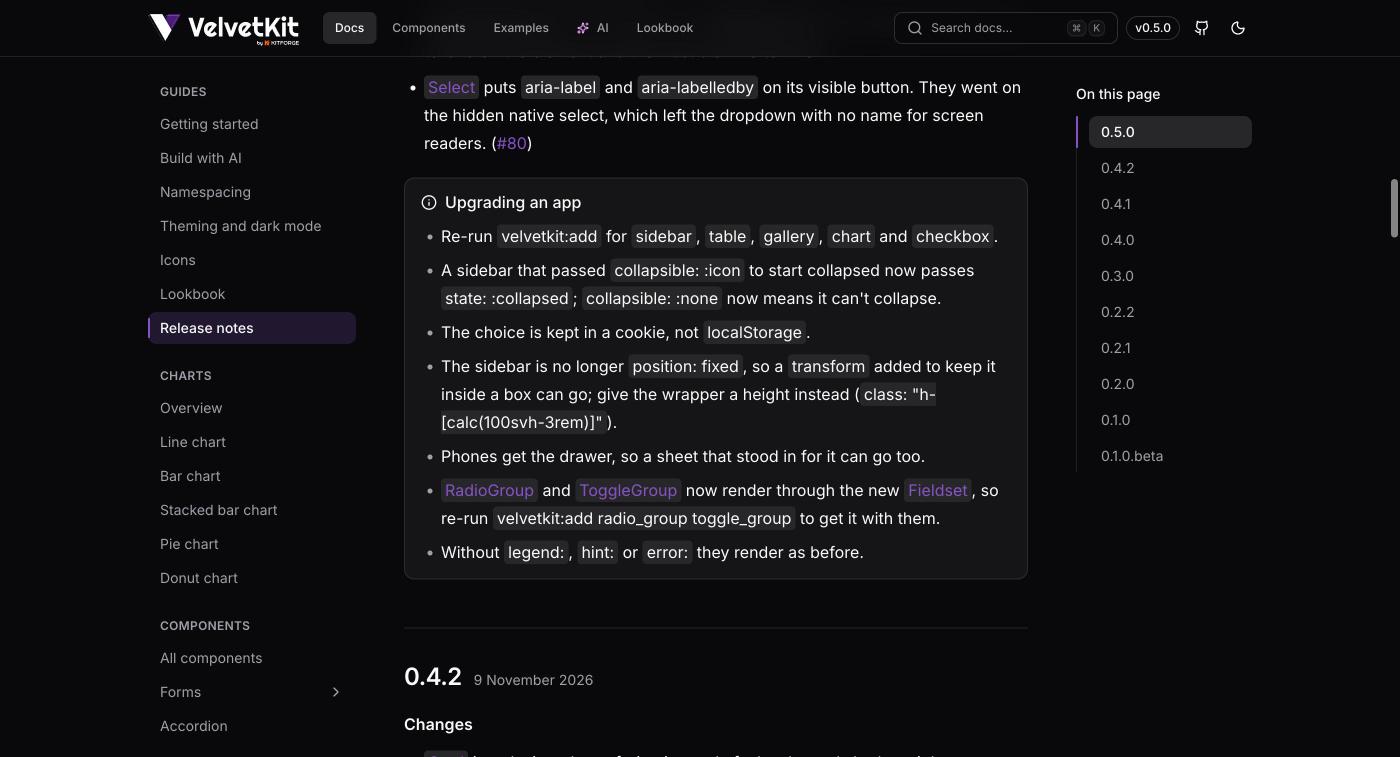 VelvetKit
by KITFORGE
Docs
Components
Examples
AI
Lookbook
Search docs...
⌘ K
v0.5.0
GUIDES
Getting started
Build with AI
Namespacing
Theming and dark mode
Icons
Lookbook
Release notes
CHARTS
Overview
Line chart
Bar chart
Stacked bar chart
Pie chart
Donut chart
COMPONENTS
All components
Forms
Accordion
• Select puts aria-label and aria-labelledby on its visible button. They went on
the hidden native select, which left the dropdown with no name for screen
readers. (#80)
Upgrading an app
• Re-run velvetkit:add for sidebar, table, gallery, chart and checkbox.
• A sidebar that passed collapsible: :icon to start collapsed now passes
state: :collapsed; collapsible: :none now means it can't collapse.
• The choice is kept in a cookie, not localStorage.
• The sidebar is no longer position: fixed, so a transform added to keep it
inside a box can go; give the wrapper a height instead (class: "h-
[calc(100svh-3rem)]").
• Phones get the drawer, so a sheet that stood in for it can go too.
• RadioGroup and ToggleGroup now render through the new Fieldset, so
re-run velvetkit:add radio_group toggle_group to get it with them.
• Without legend:, hint: or error: they render as before.
0.4.2 9 November 2026
Changes
On this page
0.5.0
0.4.2
0.4.1
0.4.0
0.3.0
0.2.2
0.2.1
0.2.0
0.1.0
0.1.0.beta